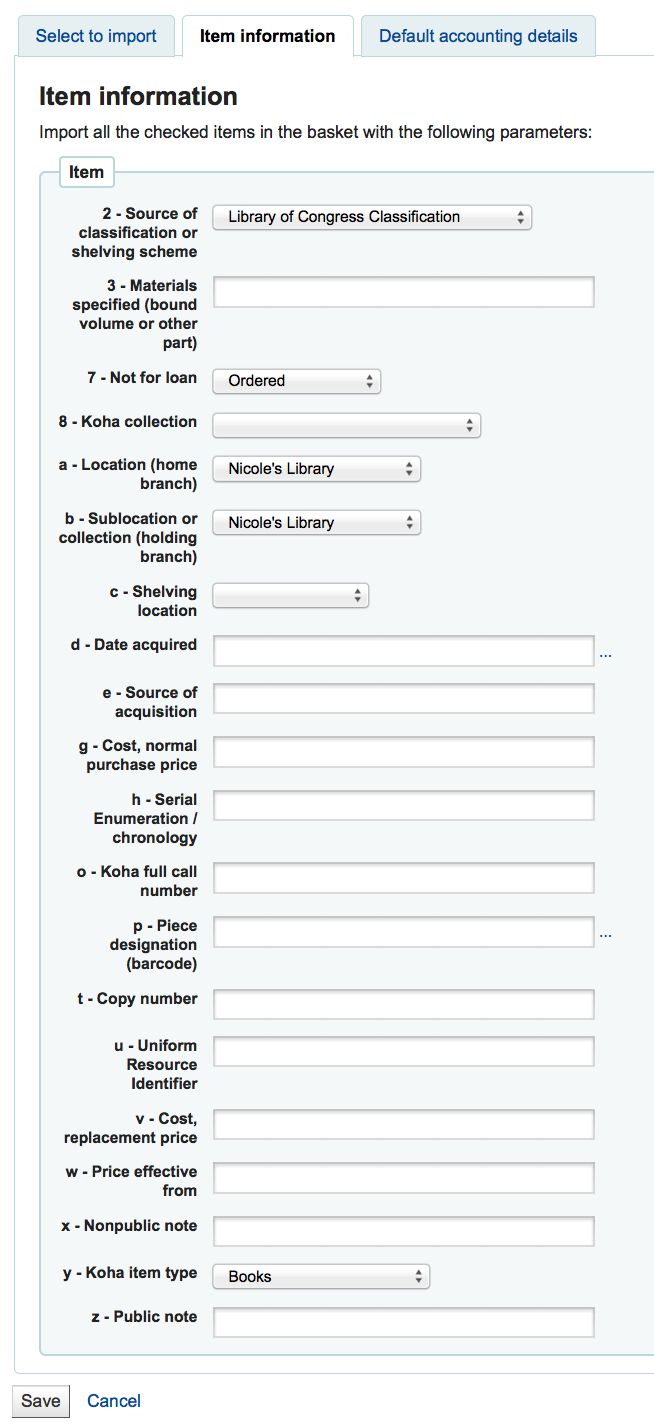 Select to import
Item information
Default accounting details
Item information
Import all the checked items in the basket with the following parameters:
Item
2 - Source of
classification or
shelving scheme
Library of Congress Classification
3 - Materials
specified (bound
volume or other
part)
7 - Not for loan
Ordered
8 - Koha collection
a - Location (home
branch)
Nicole's Library
b - Sublocation or
collection (holding
branch)
Nicole's Library
c - Shelving
location
d - Date acquired
...
e - Source of
acquisition
g - Cost, normal
purchase price
h - Serial
Enumeration /
chronology
o - Koha full call
number
p - Piece
designation
(barcode)
...
t - Copy number
u - Uniform
Resource
Identifier
v - Cost,
replacement price
w - Price effective
from
x - Nonpublic note
y - Koha item type
Books
z - Public note
Save
Cancel